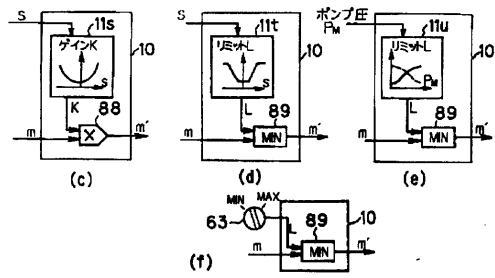 S
11s
ゲインK
S
10
K
88
×
m
m′
(c)
S
11t
リミットL
S
10
L
89
MIN
m
m′
(d)
ポンプ圧
PM
11u
リミットL
PM
10
L
89
MIN
m
m′
(e)
MIN
MAX
63
10
L
89
MIN
m
m′
(f)